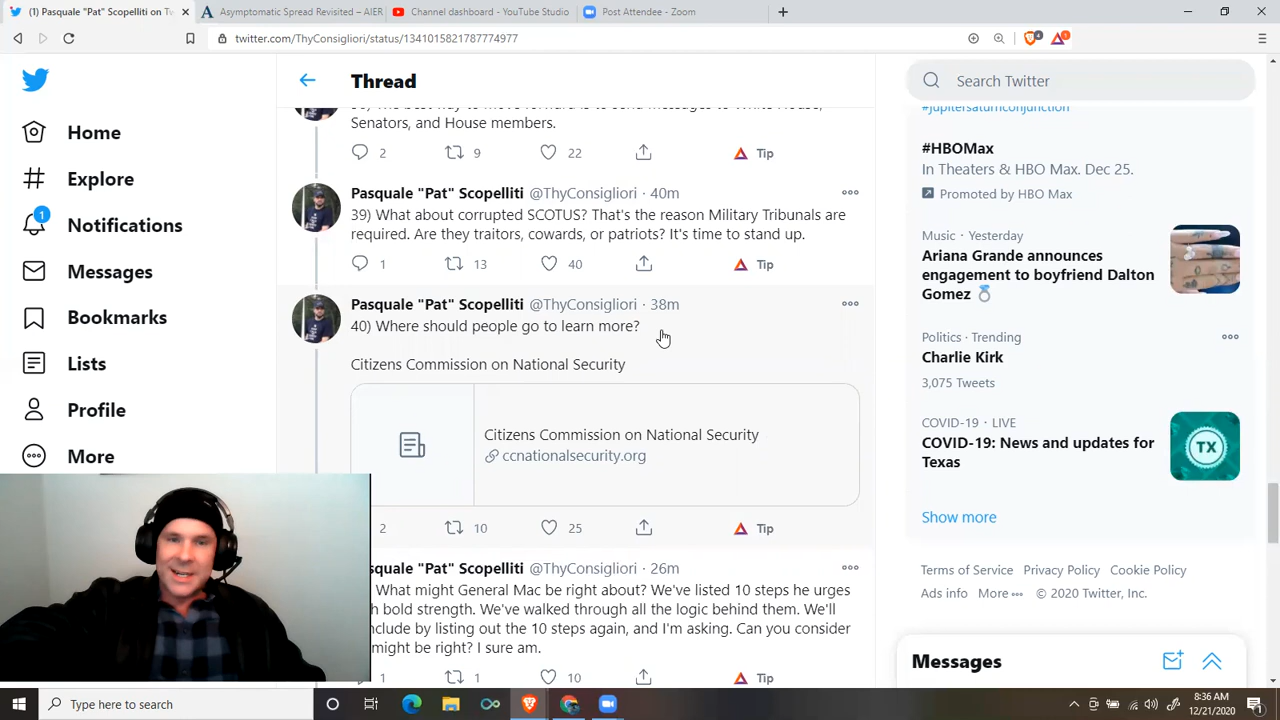 (1) Pasquale "Pat" Scopelliti on Tw
Asymptomatic Spread Revisited – AIER
Channel dashboard - YouTube Studio
Post Attendee - Zoom
twitter.com/ThyConsigliori/status/1341015821787774977
Home
Explore
1
Notifications
Messages
Bookmarks
Lists
Profile
More
Thread
Senators, and House members.
2 9 22 Tip
Pasquale "Pat" Scopelliti @ThyConsigliori · 40m
39) What about corrupted SCOTUS? That's the reason Military Tribunals are
required. Are they traitors, cowards, or patriots? It's time to stand up.
1 13 40 Tip
Pasquale "Pat" Scopelliti @ThyConsigliori · 38m
40) Where should people go to learn more?
Citizens Commission on National Security
Citizens Commission on National Security
ccnationalsecurity.org
2 10 25 Tip
squale "Pat" Scopelliti @ThyConsigliori · 26m
What might General Mac be right about? We've listed 10 steps he urges
h bold strength. We've walked through all the logic behind them. We'll
nclude by listing out the 10 steps again, and I'm asking. Can you consider
might be right? I sure am.
1 1 10 Tip
Search Twitter
#jupitersaturnconjunction
#HBOMax
In Theaters & HBO Max. Dec 25.
Promoted by HBO Max
Music · Yesterday
Ariana Grande announces
engagement to boyfriend Dalton
Gomez
Politics · Trending
Charlie Kirk
3,075 Tweets
COVID-19 · LIVE
COVID-19: News and updates for
Texas
TX
Show more
Terms of Service Privacy Policy Cookie Policy
Ads info More ··· © 2020 Twitter, Inc.
Messages
Type here to search
8:36 AM
12/21/2020